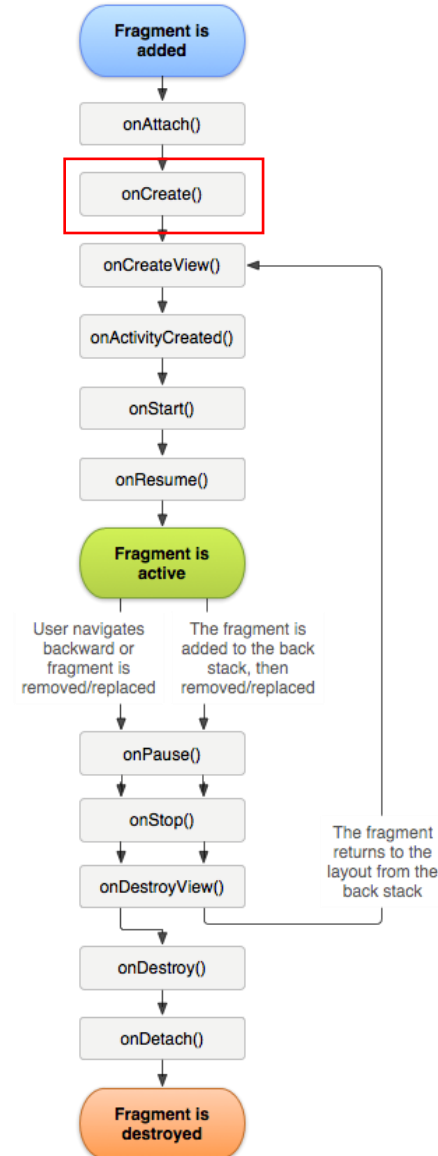 Fragment is
added
onAttach()
onCreate()
onCreateView()
onActivityCreated()
onStart()
onResume()
Fragment is
active
User navigates
backward or
fragment is
removed/replaced
The fragment is
added to the back
stack, then
removed/replaced
onPause()
onStop()
The fragment
returns to the
layout from the
back stack
onDestroyView()
onDestroy()
onDetach()
Fragment is
destroyed